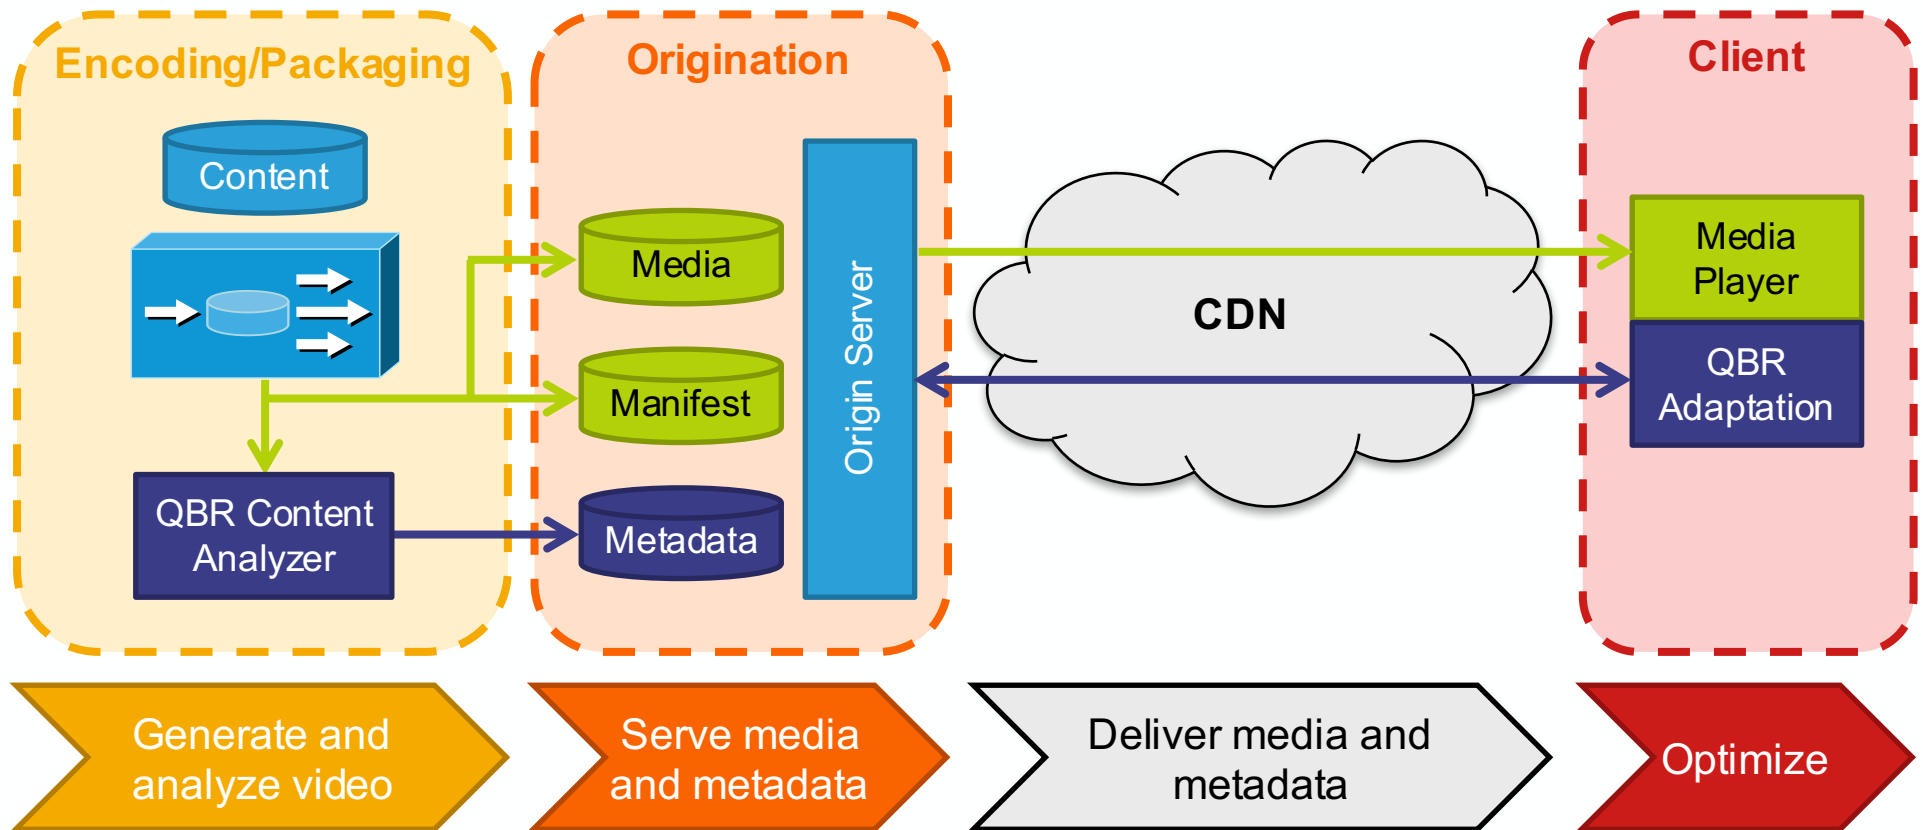 Encoding/Packaging
Content
QBR Content
Analyzer
Origination
Media
Manifest
Metadata
Origin Server
CDN
Client
Media
Player
QBR
Adaptation
Generate and
analyze video
Serve media
and metadata
Deliver media and
metadata
Optimize